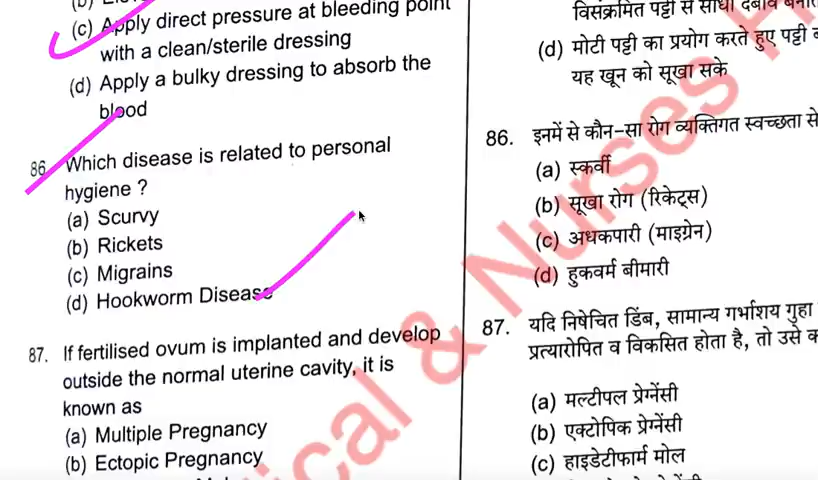 (c) Apply direct pressure at bleeding point
with a clean/sterile dressing
(d) Apply a bulky dressing to absorb the
blood
86. Which disease is related to personal
hygiene ?
(a) Scurvy
(b) Rickets
(c) Migrains
(d) Hookworm Disease
87. If fertilised ovum is implanted and develop
outside the normal uterine cavity, it is
known as
(a) Multiple Pregnancy
(b) Ectopic Pregnancy
विसंक्रमित पट्टी से सीधा दबाव
(d) मोटी पट्टी का प्रयोग करते हुए पट्टी
यह खून को सूखा सके
86. इनमें से कौन-सा रोग व्यक्तिगत स्वच्छता से
(a) स्कर्वी
(b) सूखा रोग (रिकेट्स)
(c) अधकपारी (माइग्रेन)
(d) हुकवर्म बीमारी
87. यदि निषेचित डिंब, सामान्य गर्भाशय गुहा
प्रत्यारोपित व विकसित होता है, तो उसे
(a) मल्टीपल प्रेग्नेंसी
(b) एक्टोपिक प्रेग्नेंसी
(c) हाइडेटीफार्म मोल